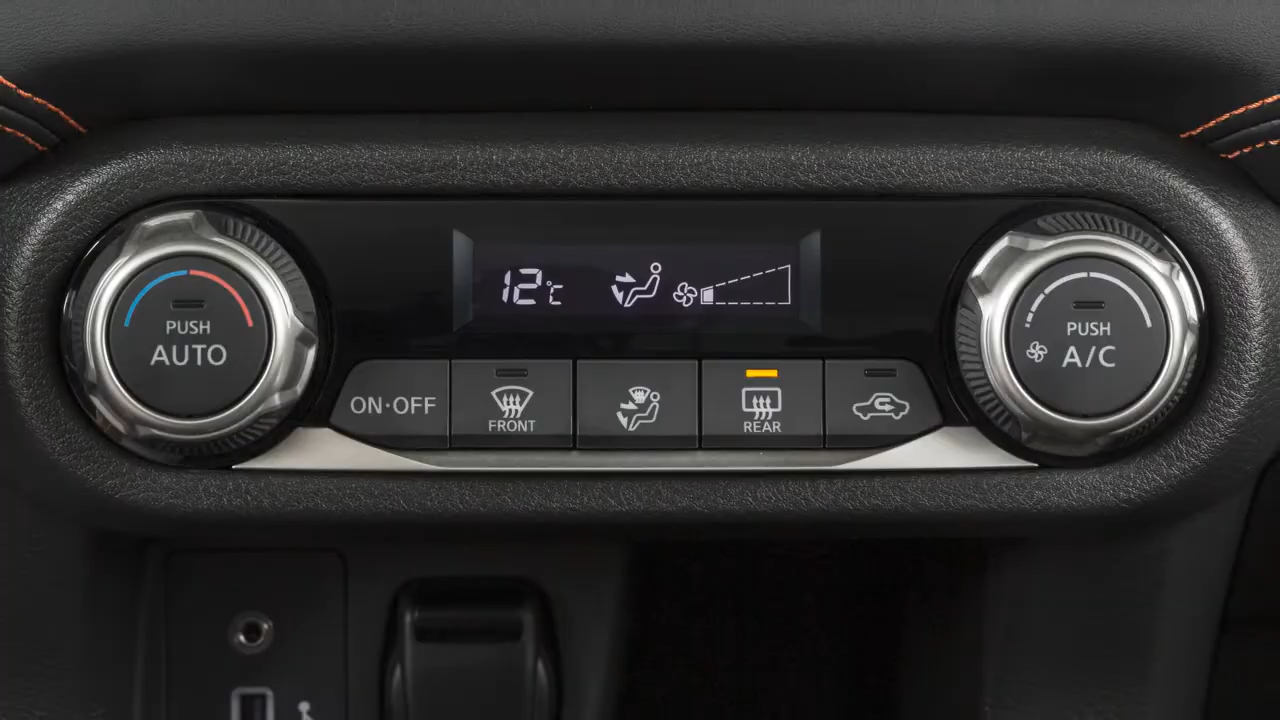 12°C
PUSH
AUTO
PUSH
A/C
ON·OFF
FRONT
REAR